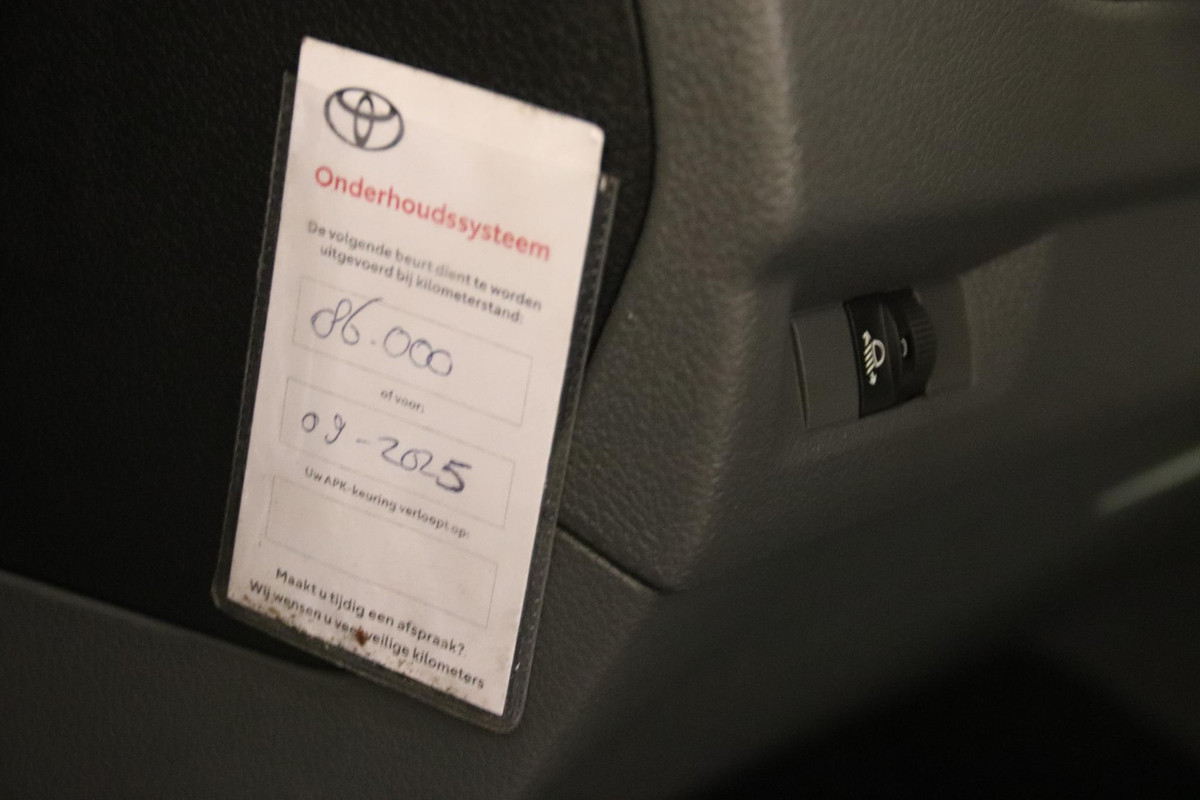 Onderhoudssysteem
De volgende beurt dient te worden
uitgevoerd bij kilometerstand:
86.000
of voor:
09-2025
Uw APK-keuring verloopt op:
Maakt u tijdig een afspraak?
Wij wensen u veel veilige kilometers